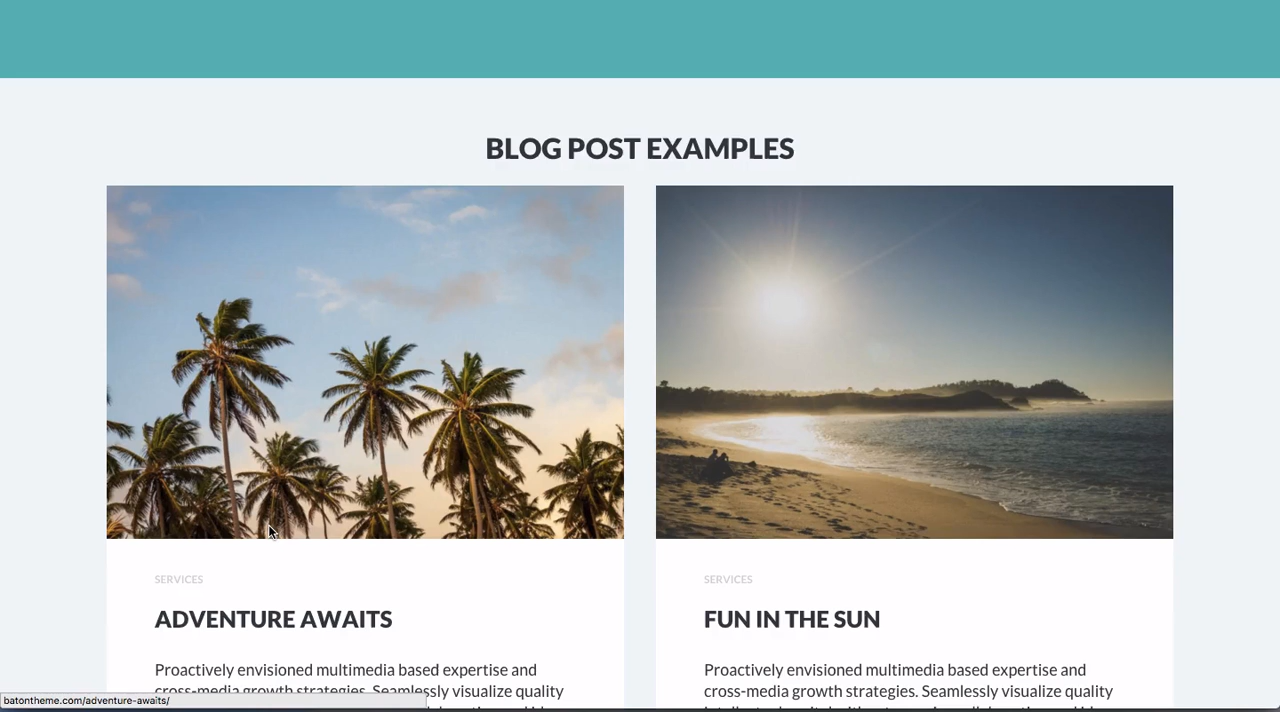 BLOG POST EXAMPLES
SERVICES
ADVENTURE AWAITS
Proactively envisioned multimedia based expertise and
cross-media growth strategies. Seamlessly visualize quality
SERVICES
FUN IN THE SUN
Proactively envisioned multimedia based expertise and
cross-media growth strategies. Seamlessly visualize quality
batontheme.com/adventure-awaits/